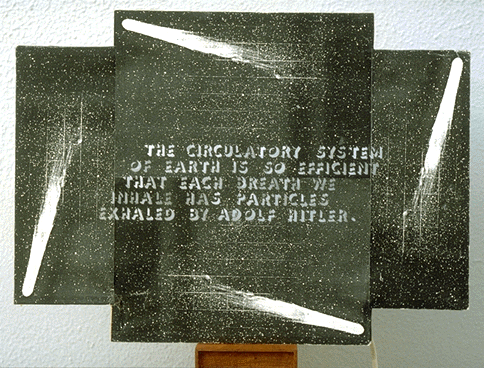 THE CIRCULATORY SYSTEM
OF EARTH IS SO EFFICIENT
THAT EACH BREATH WE
INHALE HAS PARTICLES
EXHALED BY ADOLF HITLER.